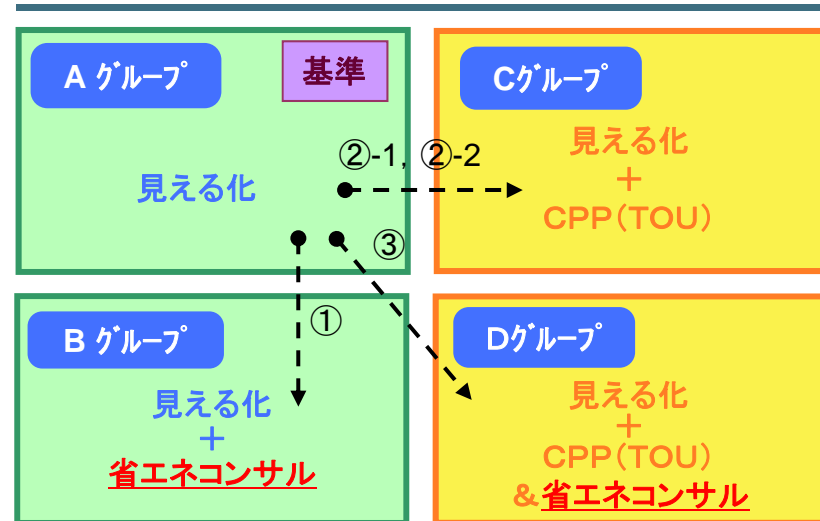 A ｸﾞﾙｰﾌﾟ
基準
見える化
②-1, ②-2
③
①
Cｸﾞﾙｰﾌﾟ
見える化
＋
ＣＰＰ(ＴＯＵ)
B ｸﾞﾙｰﾌﾟ
見える化
＋
省エネコンサル
Dｸﾞﾙｰﾌﾟ
見える化
＋
ＣＰＰ(ＴＯＵ)
＆省エネコンサル